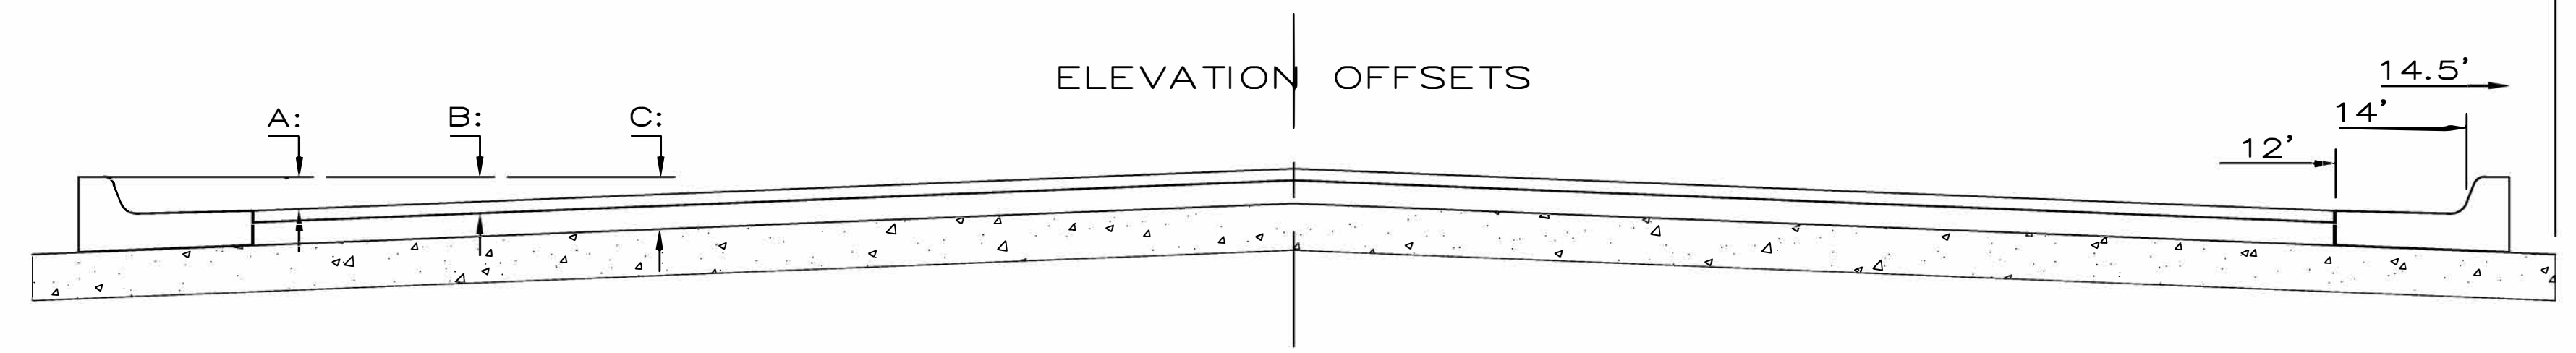 ELEVATION OFFSETS
14.5’
14’
12’
A:
B:
C: